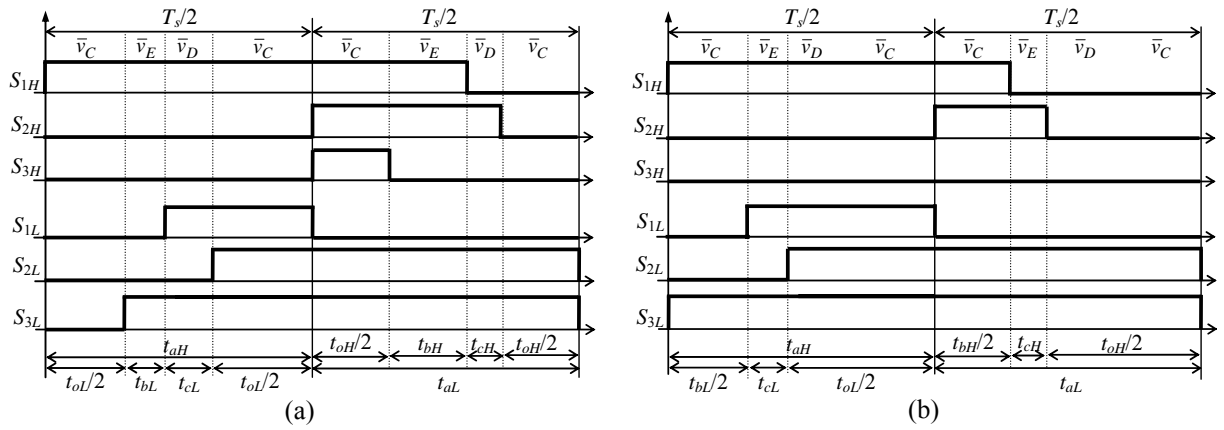 T_s/2 T_s/2
v̄_C v̄_E v̄_D v̄_C v̄_C v̄_E v̄_D v̄_C
S_1H
S_2H
S_3H
S_1L
S_2L
S_3L
t_aH t_oH/2 t_bH t_cH t_oH/2
t_oL/2 t_bL t_cL t_oL/2 t_aL
(a)
T_s/2 T_s/2
v̄_C v̄_E v̄_D v̄_C v̄_C v̄_E v̄_D v̄_C
S_1H
S_2H
S_3H
S_1L
S_2L
S_3L
t_aH t_bH/2 t_cH t_oH/2
t_bL/2 t_cL t_oL/2 t_aL
(b)